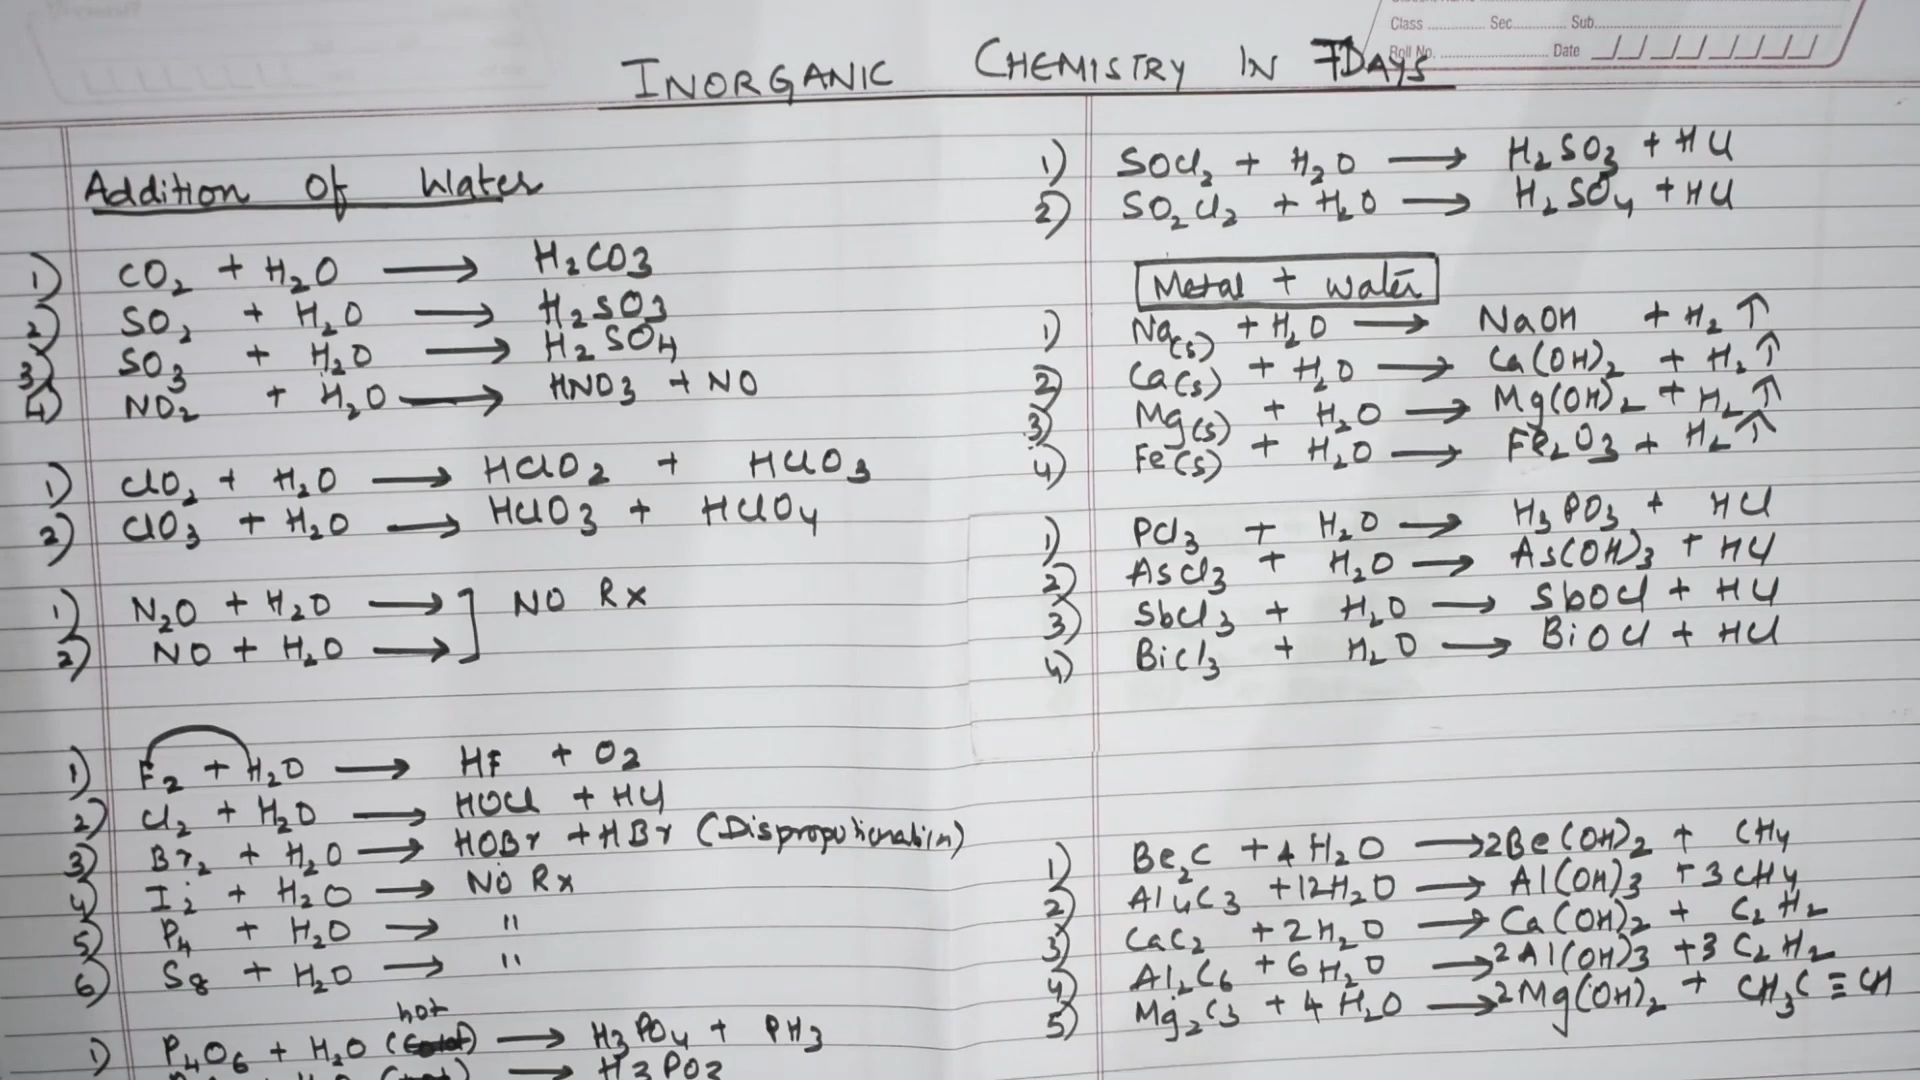 Class ............ Sec............ Sub............
Roll No. ............ Date
INORGANIC CHEMISTRY IN 7DAYS
Addition Of Water
1) CO₂ + H₂O ⟶ H₂CO3
2) SO₂ + H₂O ⟶ H₂SO3
3) SO₃ + H₂O ⟶ H₂SO4
4) NO₂ + H₂O ⟶ HNO3 + NO
1) ClO₂ + H₂O ⟶ HClO₂ + HClO₃
2) ClO₃ + H₂O ⟶ HClO₃ + HClO₄
1) N₂O + H₂O ⟶ ] NO Rx
2) NO + H₂O ⟶
1) F₂ + H₂O ⟶ HF + O₂
2) Cl₂ + H₂O ⟶ HOCl + HCl
3) Br₂ + H₂O ⟶ HOBr + HBr (Disproputionation)
4) I₂ + H₂O ⟶ NO Rx
5) P₄ + H₂O ⟶ "
6) S₈ + H₂O ⟶ "
hot
1) P₄O₆ + H₂O (Cold) ⟶ H₃PO₄ + PH₃
⟶ H3PO3
1) SOCl₂ + H₂O ⟶ H₂SO₃ + HCl
2) SO₂Cl₂ + H₂O ⟶ H₂SO₄ + HCl
Metal + Water
1) Na(s) + H₂O ⟶ NaOH + H₂↑
2) Ca(s) + H₂O ⟶ Ca(OH)₂ + H₂↑
3) Mg(s) + H₂O ⟶ Mg(OH)₂ + H₂↑
4) Fe(s) + H₂O ⟶ Fe₂O₃ + H₂↑
1) PCl₃ + H₂O ⟶ H₃PO₃ + HCl
2) AsCl₃ + H₂O ⟶ As(OH)₃ + HCl
3) SbCl₃ + H₂O ⟶ SbOCl + HCl
4) BiCl₃ + H₂O ⟶ BiOCl + HCl
1) Be₂C + 4H₂O ⟶ 2Be(OH)₂ + CH₄
2) Al₄C₃ + 12H₂O ⟶ Al(OH)₃ + 3CH₄
3) CaC₂ + 2H₂O ⟶ Ca(OH)₂ + C₂H₂
4) Al₂C₆ + 6H₂O ⟶ 2Al(OH)₃ + 3C₂H₂
5) Mg₂C₃ + 4H₂O ⟶ 2Mg(OH)₂ + CH₃C≡CH